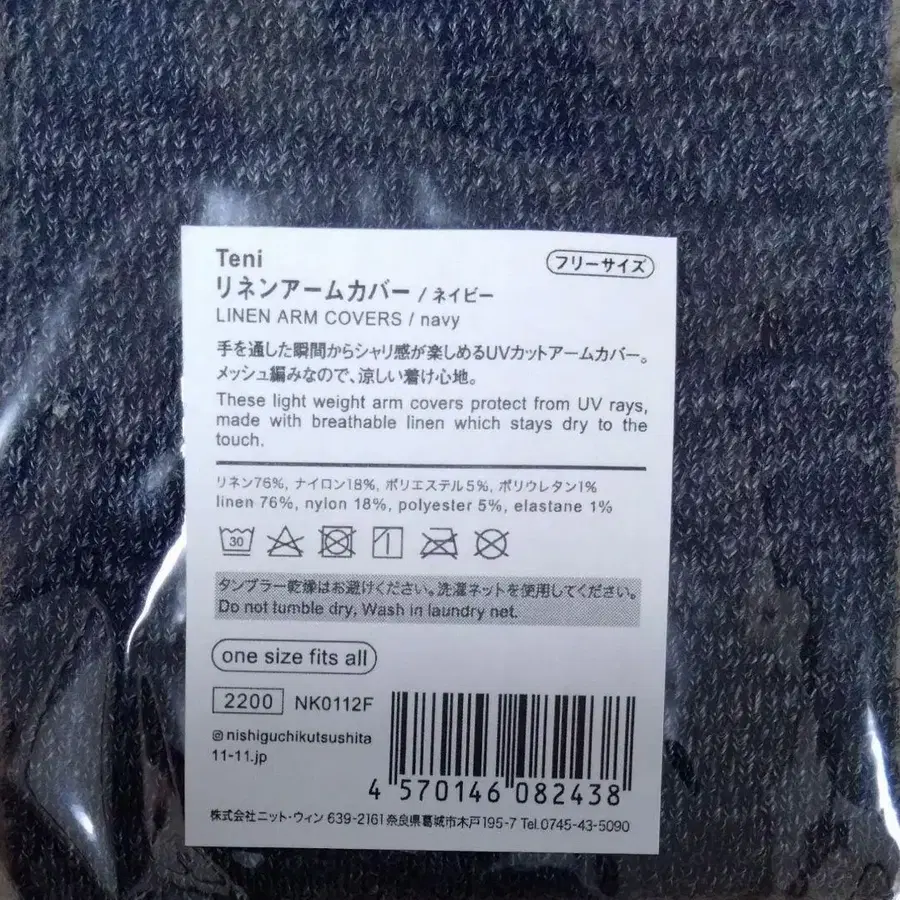 Teni
フリーサイズ
リネンアームカバー / ネイビー
LINEN ARM COVERS / navy
手を通した瞬間からシャリ感が楽しめるUVカットアームカバー。
メッシュ編みなので、涼しい着け心地。
These light weight arm covers protect from UV rays,
made with breathable linen which stays dry to the
touch.
リネン76%, ナイロン18%, ポリエステル5%, ポリウレタン1%
linen 76%, nylon 18%, polyester 5%, elastane 1%
30
タンブラー乾燥はお避けください。洗濯ネットを使用してください。
Do not tumble dry, Wash in laundry net.
one size fits all
2200 NK0112F
@nishiguchikutsushita
11-11.jp
4 570146 082438
株式会社ニット・ウィン 639-2161 奈良県葛城市木戸195-7 Tel.0745-43-5090